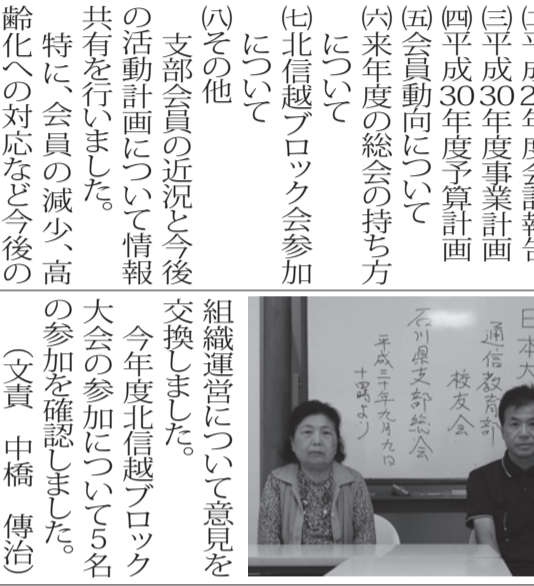 年度会計報告
㈢平成30年度事業計画
㈣平成30年度予算計画
㈤会員動向について
㈥来年度の総会の持ち方
について
㈦北信越ブロック会参加
について
㈧その他
支部会員の近況と今後
の活動計画について情報
共有を行いました。
特に、会員の減少、高
齢化への対応など今後の
日本大
通信教育部
校友会
石川県支部総会
平成三十年九月九日
より
組織運営について意見を
交換しました。
今年度北信越ブロック
大会の参加について5名
の参加を確認しました。
（文責　中橋　傳治）